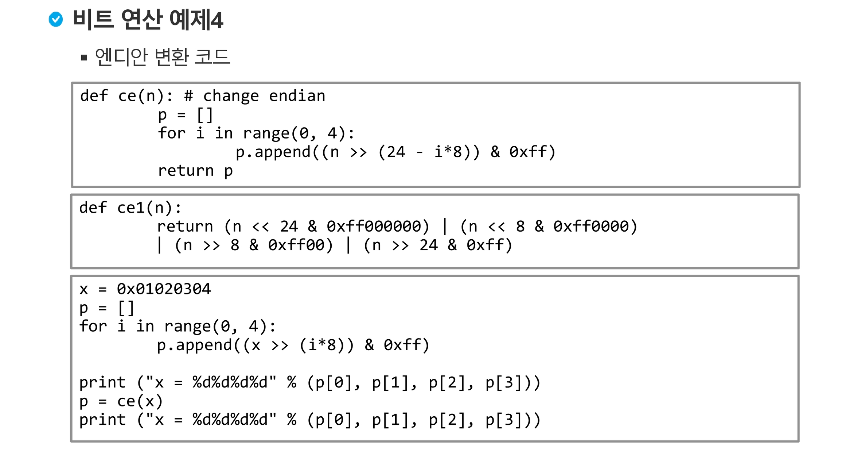 비트 연산 예제4
▪ 엔디안 변환 코드
def ce(n): # change endian
        p = []
        for i in range(0, 4):
                p.append((n >> (24 - i*8)) & 0xff)
        return p
def ce1(n):
        return (n << 24 & 0xff000000) | (n << 8 & 0xff0000)
        | (n >> 8 & 0xff00) | (n >> 24 & 0xff)
x = 0x01020304
p = []
for i in range(0, 4):
        p.append((x >> (i*8)) & 0xff)
print ("x = %d%d%d%d" % (p[0], p[1], p[2], p[3]))
p = ce(x)
print ("x = %d%d%d%d" % (p[0], p[1], p[2], p[3]))